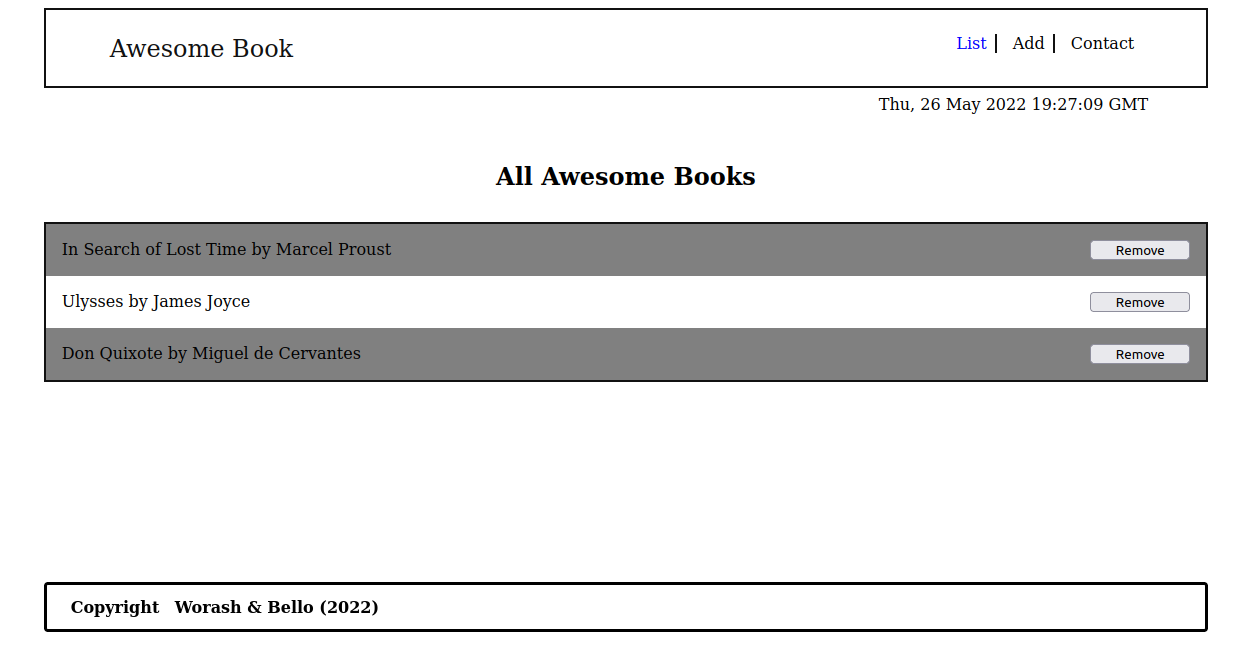 Awesome Book
List Add Contact
Thu, 26 May 2022 19:27:09 GMT
All Awesome Books
In Search of Lost Time by Marcel Proust Remove
Ulysses by James Joyce Remove
Don Quixote by Miguel de Cervantes Remove
Copyright Worash & Bello (2022)